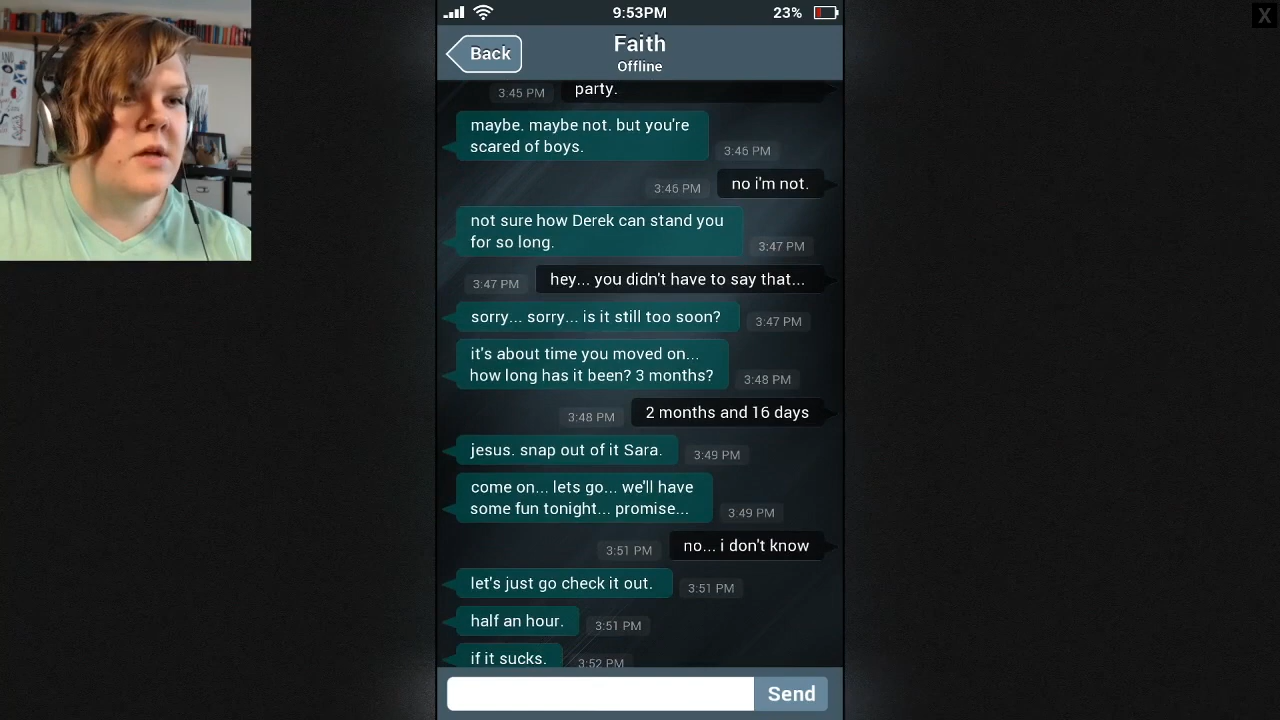 9:53PM
23%
X
Back
Faith
Offline
3:45 PM
party.
maybe. maybe not. but you're
scared of boys.
3:46 PM
3:46 PM
no i'm not.
not sure how Derek can stand you
for so long.
3:47 PM
3:47 PM
hey... you didn't have to say that...
sorry... sorry... is it still too soon?
3:47 PM
it's about time you moved on...
how long has it been? 3 months?
3:48 PM
3:48 PM
2 months and 16 days
jesus. snap out of it Sara.
3:49 PM
come on... lets go... we'll have
some fun tonight... promise...
3:49 PM
3:51 PM
no... i don't know
let's just go check it out.
3:51 PM
half an hour.
3:51 PM
if it sucks.
3:52 PM
Send